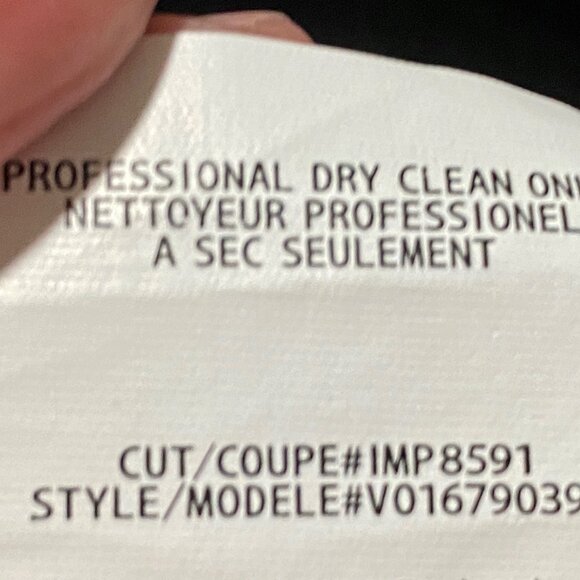 PROFESSIONAL DRY CLEAN
NETTOYEUR PROFESSIONEL
A SEC SEULEMENT
CUT/COUPE#IMP8591
STYLE/MODELE#V01679039